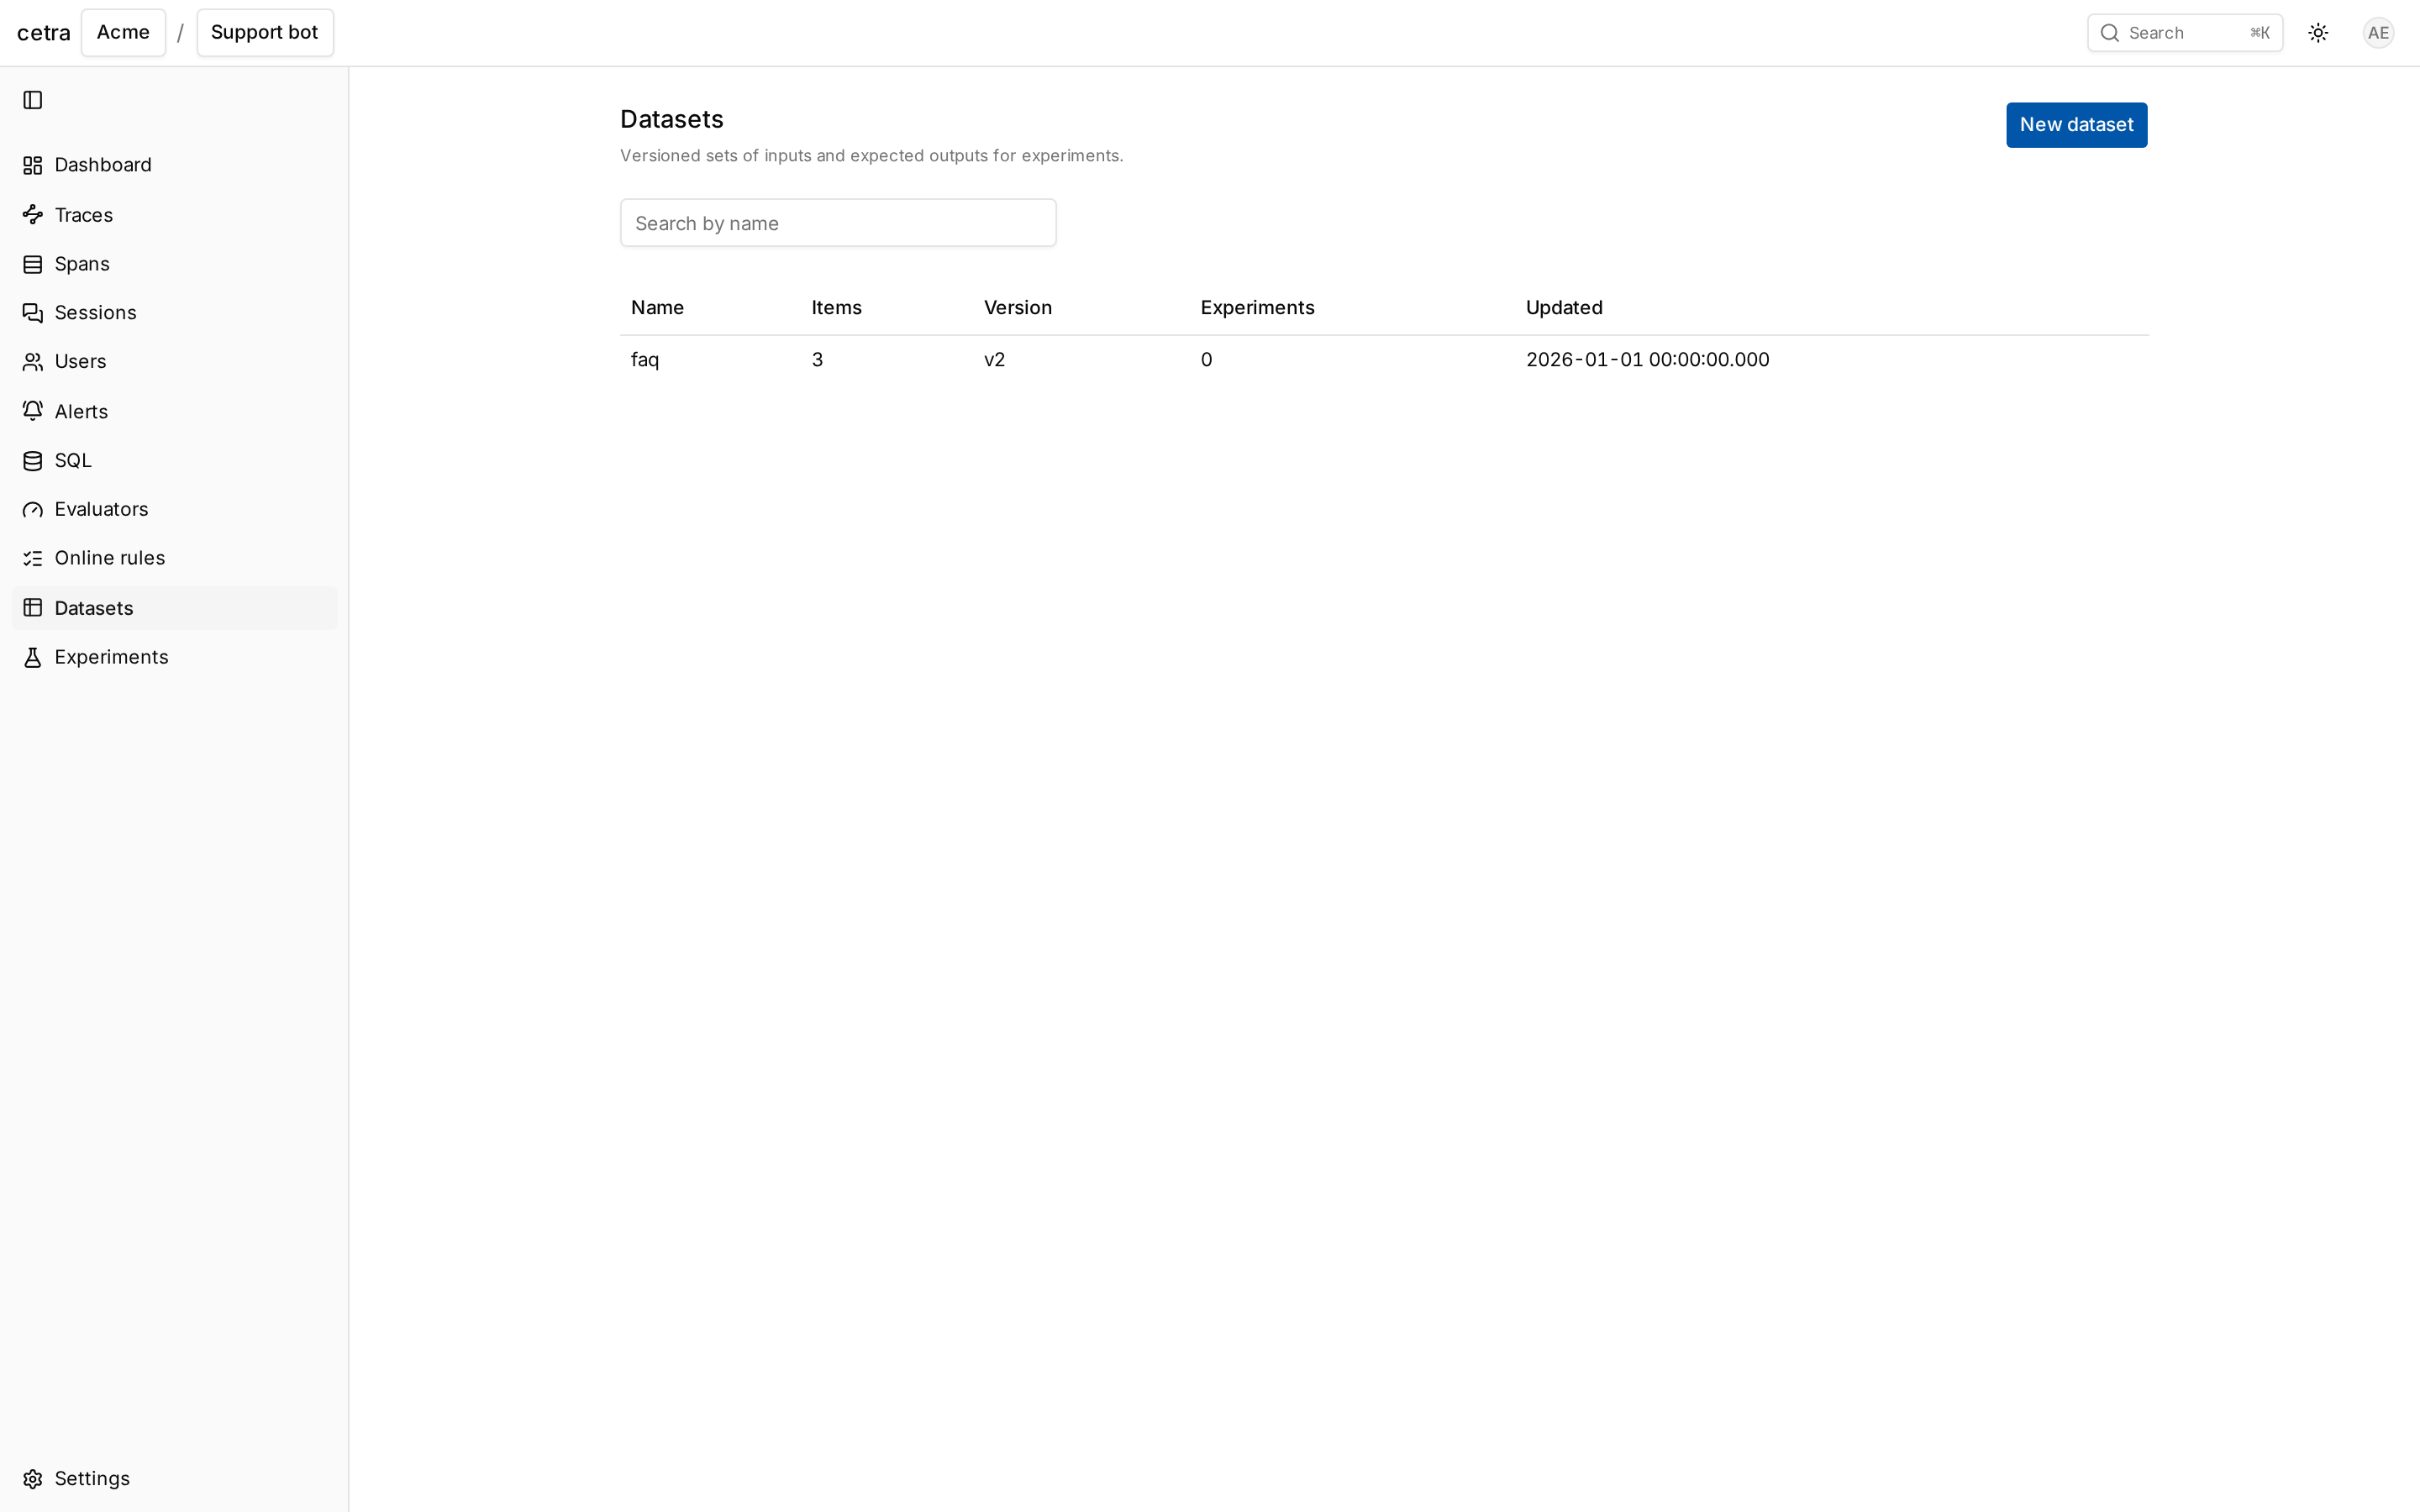 cetra Acme / Support bot Search ⌘K AE
Dashboard
Traces
Spans
Sessions
Users
Alerts
SQL
Evaluators
Online rules
Datasets
Experiments
Settings
Datasets
New dataset
Versioned sets of inputs and expected outputs for experiments.
Search by name
Name Items Version Experiments Updated
faq 3 v2 0 2026-01-01 00:00:00.000